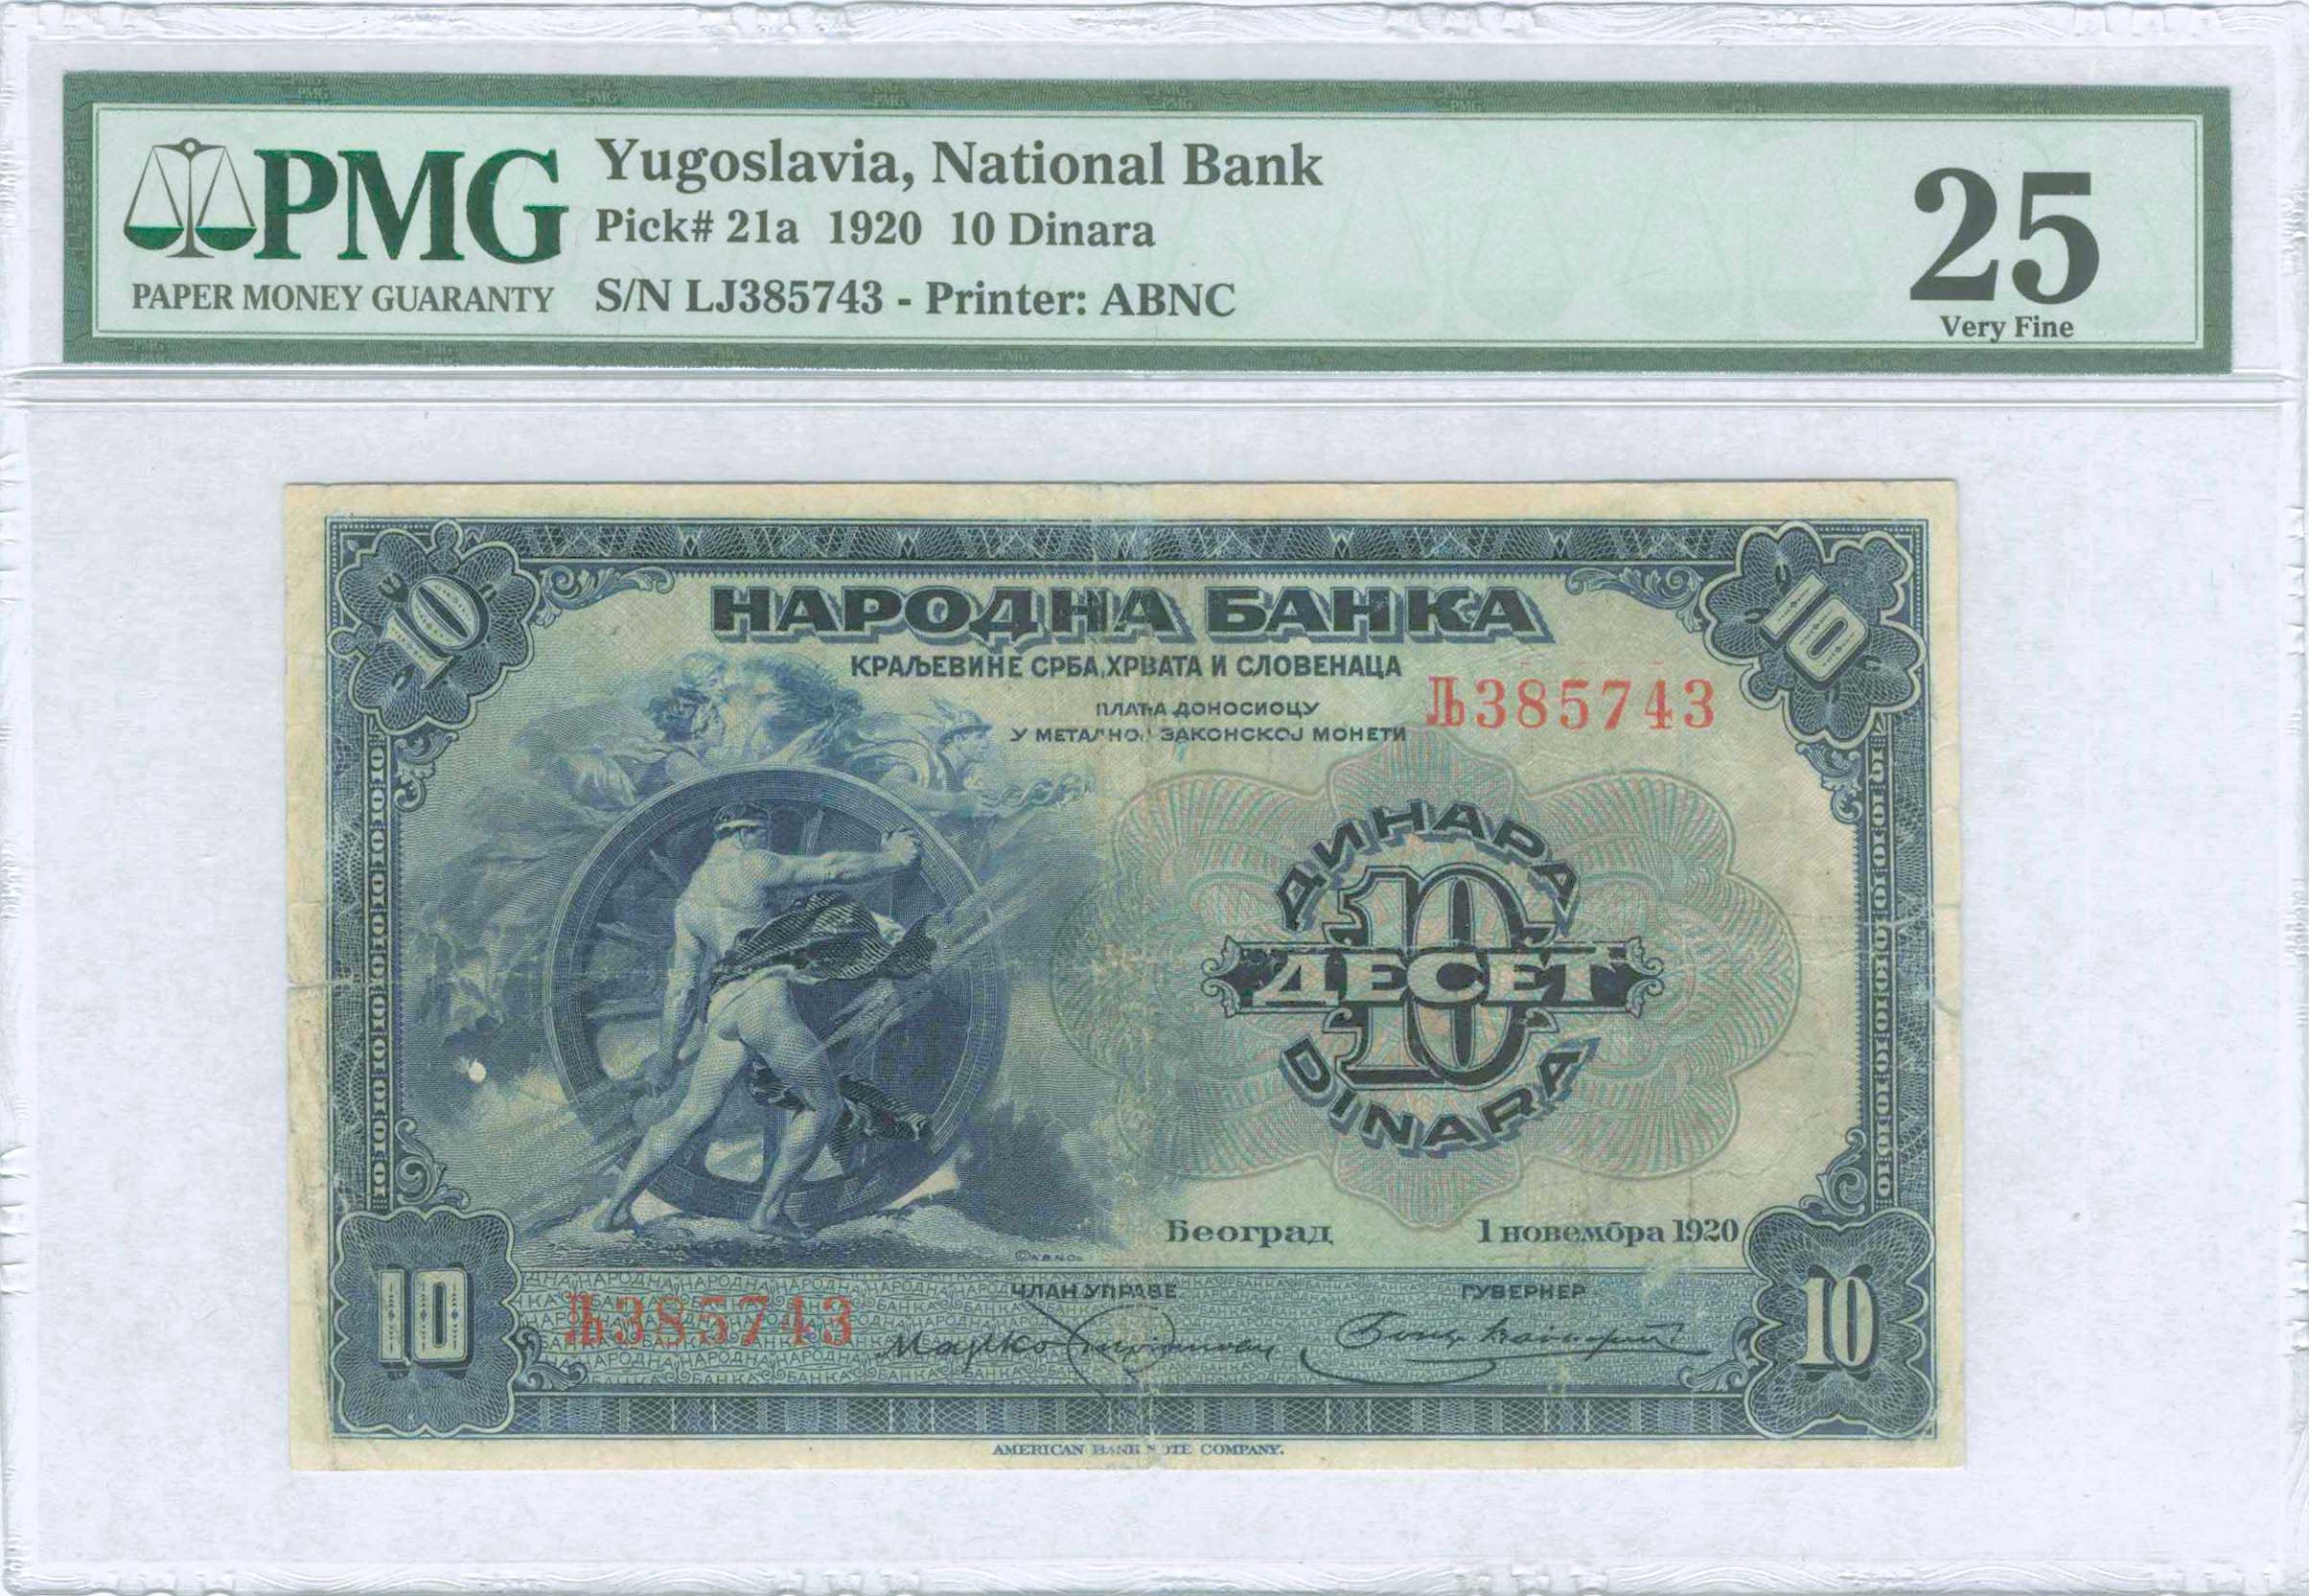 PMG
PAPER MONEY GUARANTY
Yugoslavia, National Bank
Pick# 21a 1920 10 Dinara
S/N LJ385743 - Printer: ABNC
25
Very Fine
10
10
НАРОДНА БАНКА
КРАЉЕВИНЕ СРБА, ХРВАТА И СЛОВЕНАЦА
ПЛАЋА ДОНОСИОЦУ
У МЕТАЛНОЈ ЗАКОНСКОЈ МОНЕТИ
Љ385743
ДИНАРА
10
ДЕСЕТ
10
DINARA
Београд 1 новембра 1920
©A.B.N.Co.
ЧЛАН УПРАВЕ ГУВЕРНЕР
10
Љ385743
10
AMERICAN BANK NOTE COMPANY.